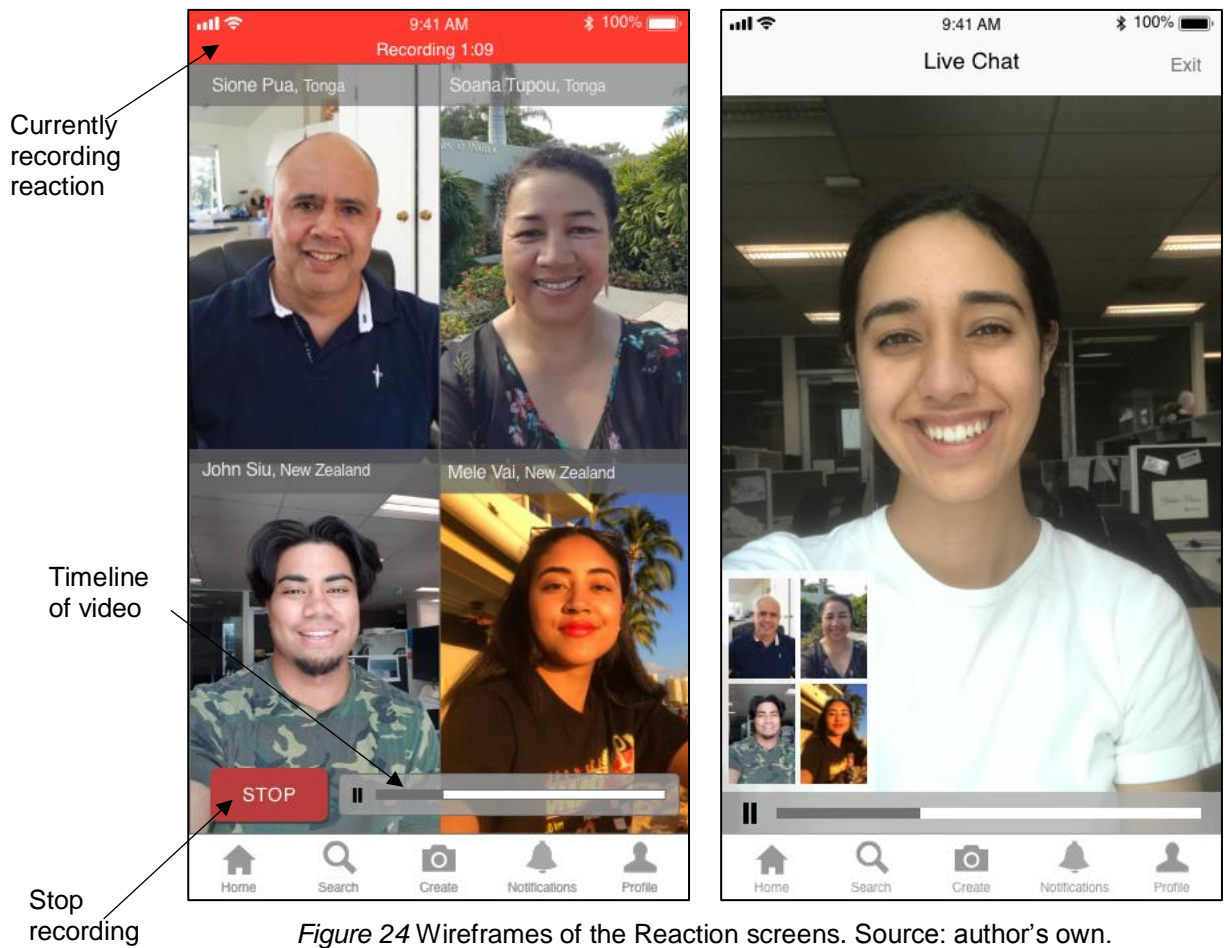 9:41 AM
100%
Recording 1:09
Sione Pua, Tonga
Soana Tupou, Tonga
Currently
recording
reaction
John Siu, New Zealand
Mele Vai, New Zealand
Timeline
of video
STOP
Home
Search
Create
Notifications
Profile
Stop
recording
9:41 AM
100%
Live Chat
Exit
Home
Search
Create
Notifications
Profile
Figure 24 Wireframes of the Reaction screens. Source: author's own.